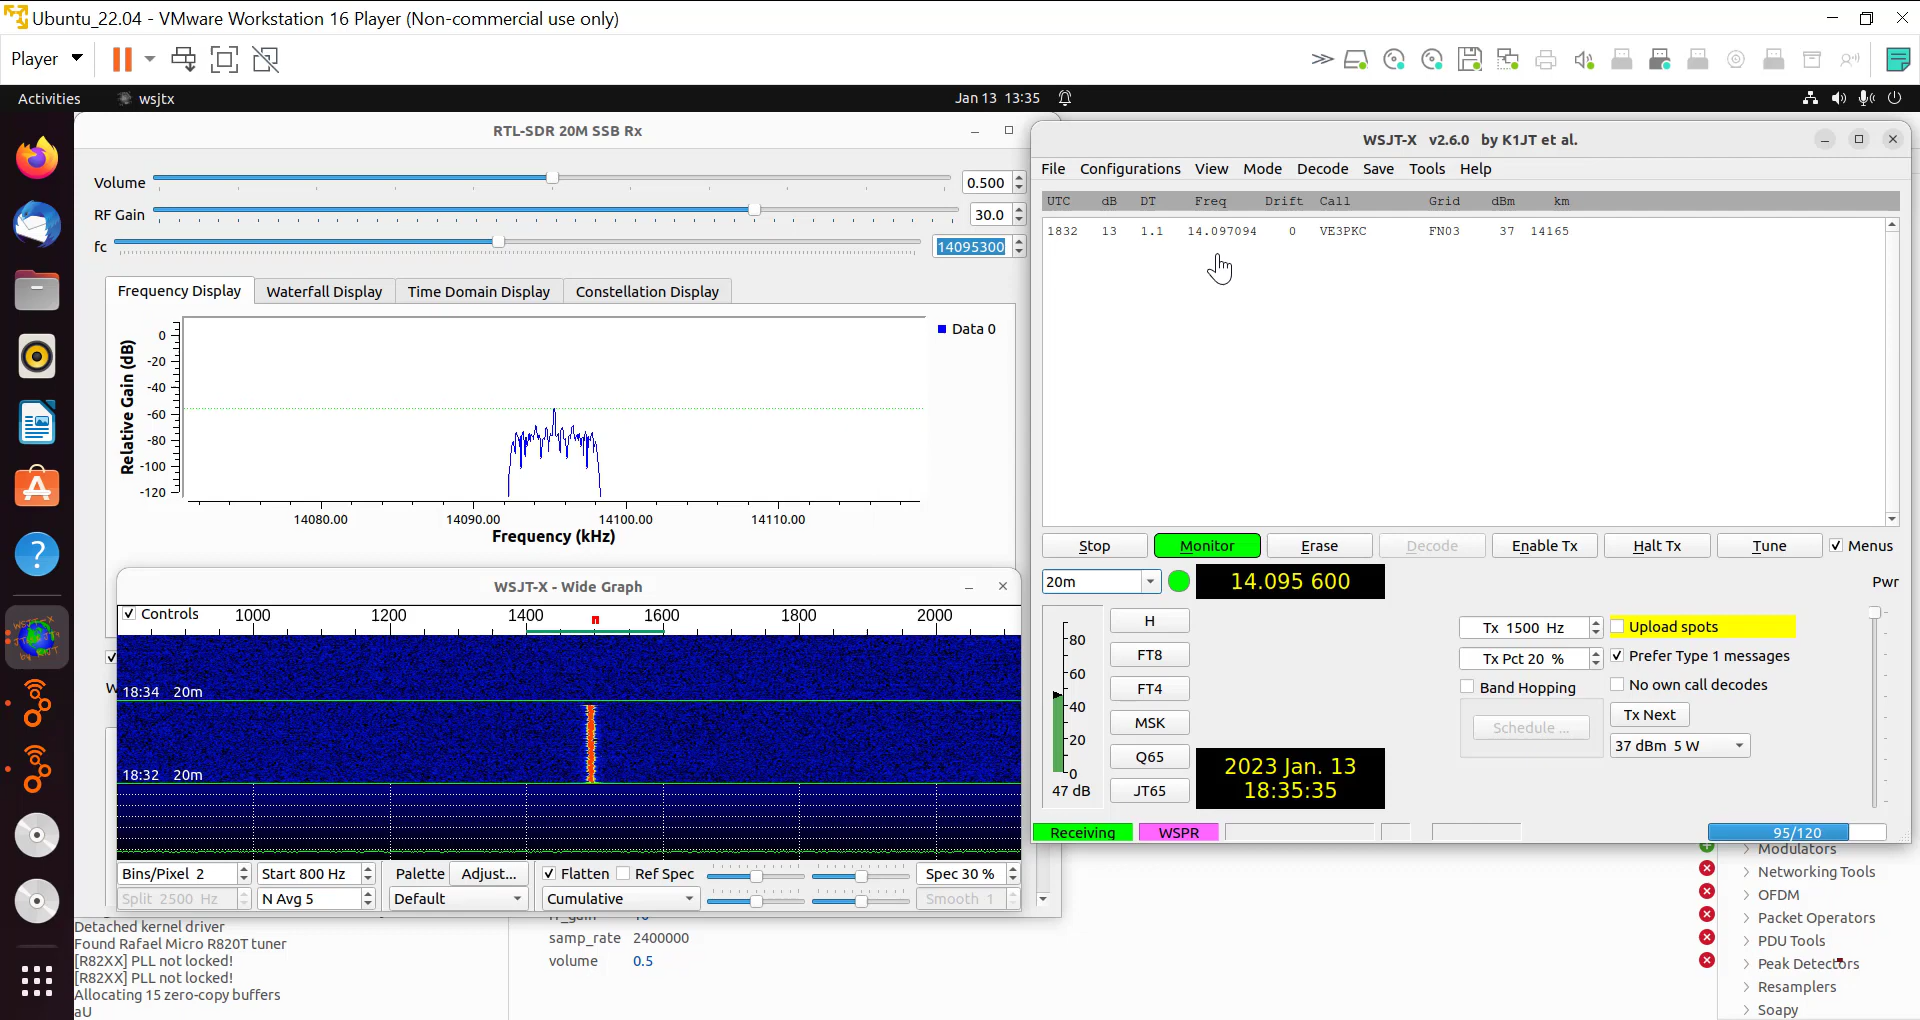 Ubuntu_22.04 - VMware Workstation 16 Player (Non-commercial use only)
Player
Activities
wsjtx
Jan 13 13:35
RTL-SDR 20M SSB Rx
Volume
0.500
RF Gain
30.0
fc
14095300
Frequency Display
Waterfall Display
Time Domain Display
Constellation Display
Data 0
Relative Gain (dB)
0
-20
-40
-60
-80
-100
-120
14080.00
14090.00
14100.00
14110.00
Frequency (kHz)
WSJT-X - Wide Graph
Controls
1000
1200
1400
1600
1800
2000
18:34 20m
18:32 20m
Bins/Pixel 2
Start 800 Hz
Palette
Adjust...
Flatten
Ref Spec
Spec 30 %
Split 2500 Hz
N Avg 5
Default
Cumulative
Smooth 1
Detached kernel driver
Found Rafael Micro R820T tuner
[R82XX] PLL not locked!
[R82XX] PLL not locked!
Allocating 15 zero-copy buffers
aU
samp_rate 2400000
volume 0.5
WSJT-X v2.6.0 by K1JT et al.
File Configurations View Mode Decode Save Tools Help
UTC dB DT Freq Drift Call Grid dBm km
1832 13 1.1 14.097094 0 VE3PKC FN03 37 14165
Stop
Monitor
Erase
Decode
Enable Tx
Halt Tx
Tune
Menus
20m
14.095 600
Pwr
80
60
40
20
0
47 dB
H
FT8
FT4
MSK
Q65
JT65
Tx 1500 Hz
Upload spots
Tx Pct 20 %
Prefer Type 1 messages
Band Hopping
No own call decodes
Schedule ...
Tx Next
37 dBm 5 W
2023 Jan. 13
18:35:35
Receiving
WSPR
95/120
Modulators
Networking Tools
OFDM
Packet Operators
PDU Tools
Peak Detectors
Resamplers
Soapy